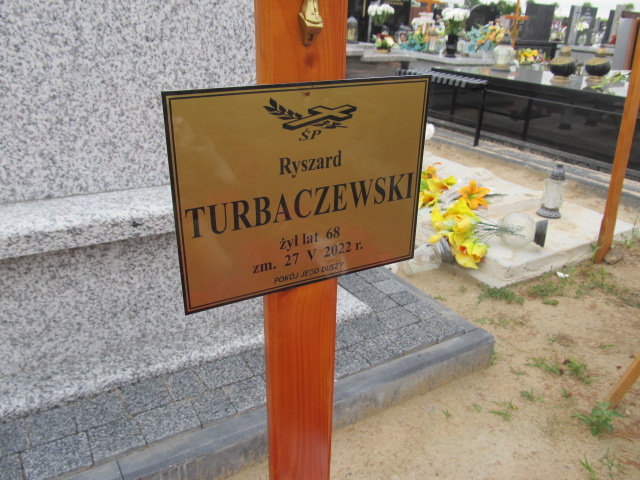 ŚP
Ryszard
TURBACZEWSKI
żył lat 68
zm. 27 V 2022 r.
POKÓJ JEGO DUSZY